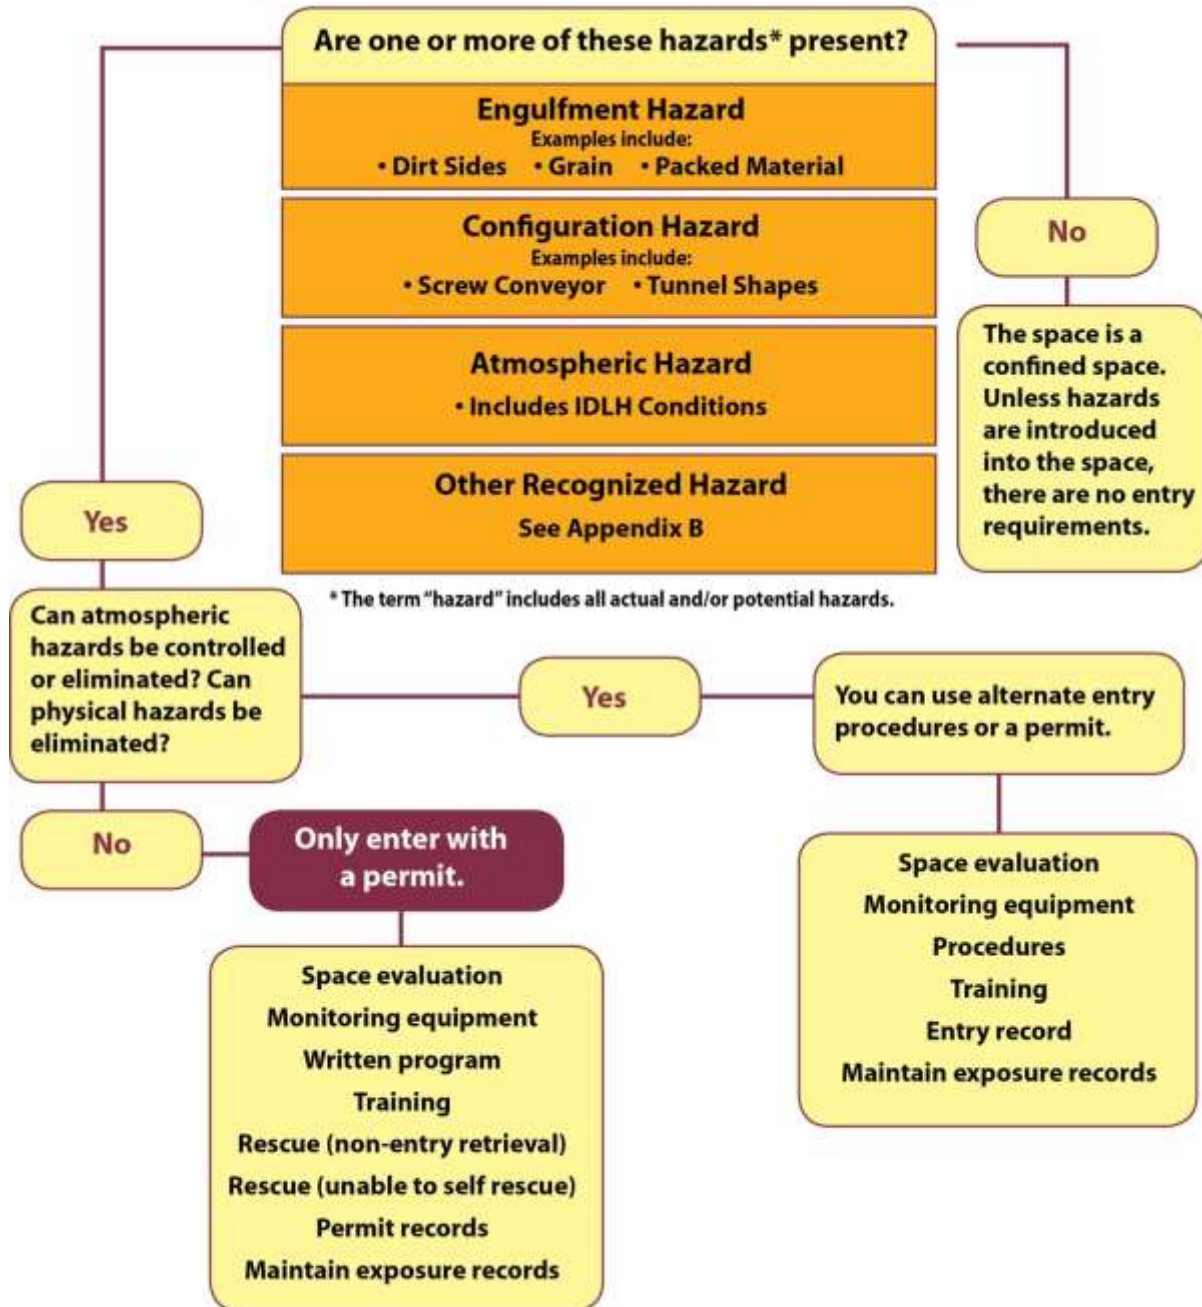 Are one or more of these hazards* present?
Engulfment Hazard
Examples include:
• Dirt Sides • Grain • Packed Material
Configuration Hazard
Examples include:
• Screw Conveyor • Tunnel Shapes
Atmospheric Hazard
• Includes IDLH Conditions
Other Recognized Hazard
See Appendix B
* The term “hazard” includes all actual and/or potential hazards.
No
The space is a
confined space.
Unless hazards
are introduced
into the space,
there are no entry
requirements.
Yes
Can atmospheric
hazards be controlled
or eliminated? Can
physical hazards be
eliminated?
Yes
You can use alternate entry
procedures or a permit.
Space evaluation
Monitoring equipment
Procedures
Training
Entry record
Maintain exposure records
No
Only enter with
a permit.
Space evaluation
Monitoring equipment
Written program
Training
Rescue (non-entry retrieval)
Rescue (unable to self rescue)
Permit records
Maintain exposure records